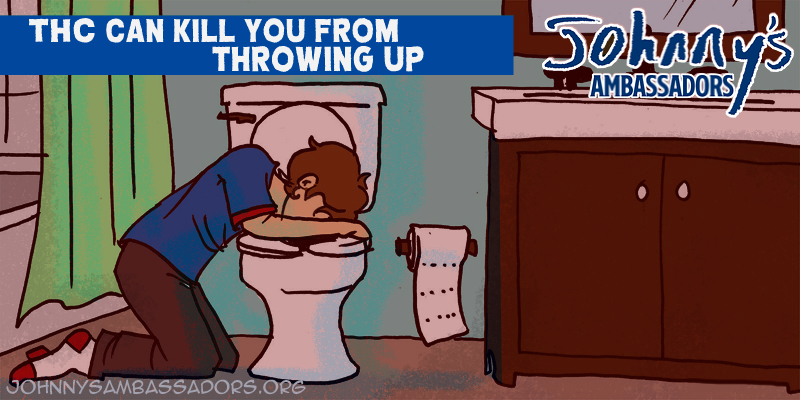 THC CAN KILL YOU FROM
THROWING UP
Johnny's
AMBASSADORS
JOHNNYSAMBASSADORS.ORG